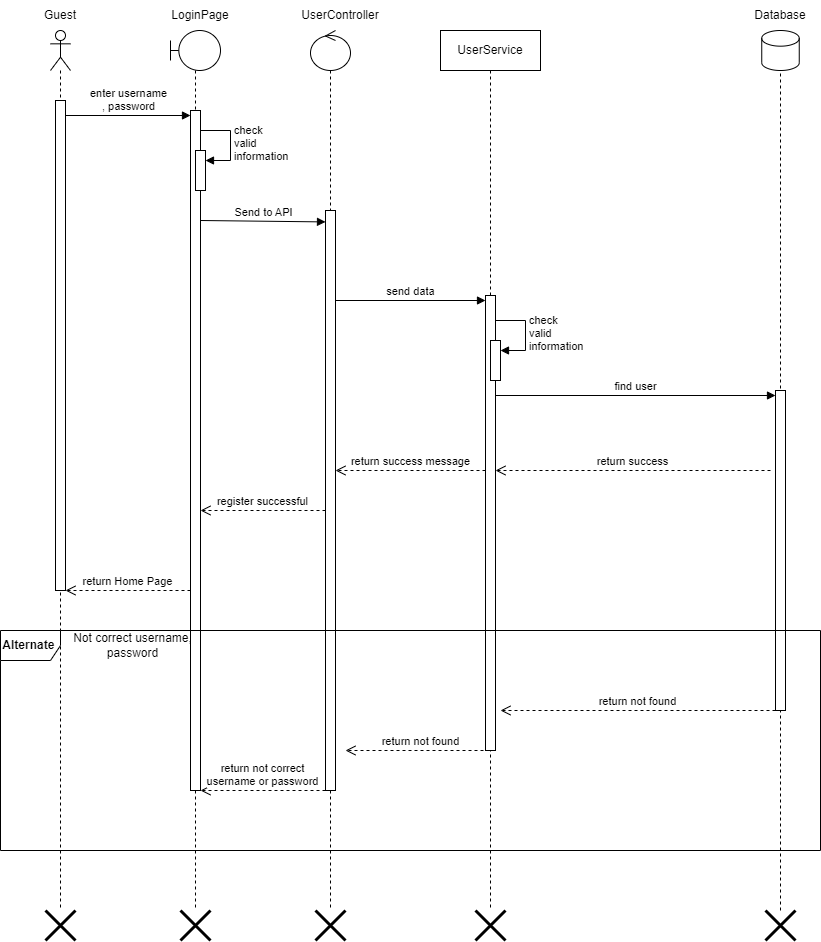 Guest
LoginPage
UserController
UserService
Database
enter username
, password
check
valid
information
Send to API
send data
check
valid
information
find user
return success message
return success
register successful
return Home Page
Alternate
Not correct username
password
return not found
return not found
return not correct
username or password